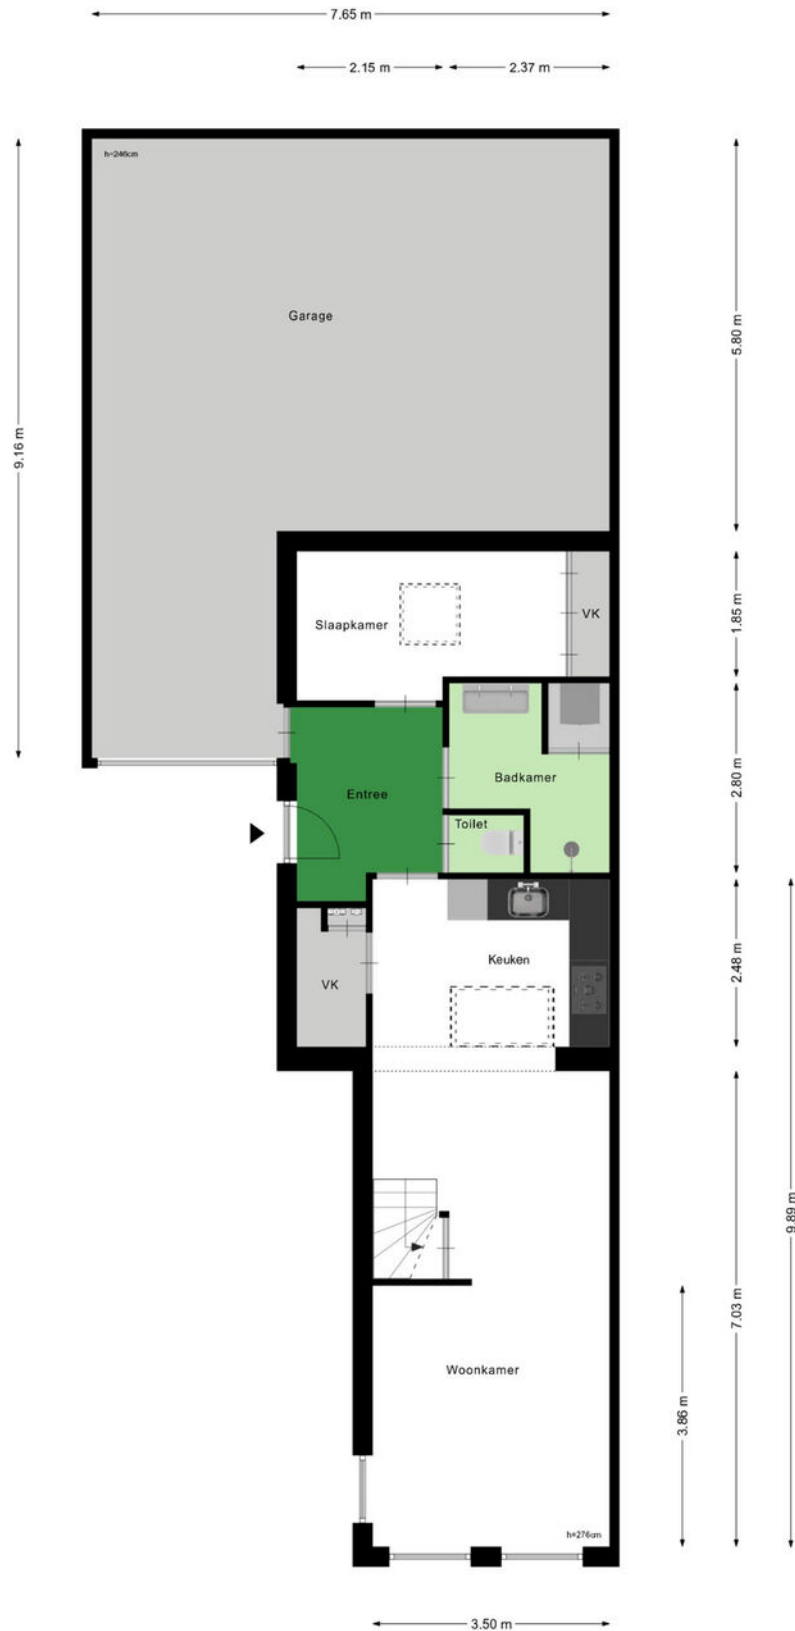 7.65 m
2.15 m
2.37 m
h=246cm
Garage
9.16 m
5.80 m
Slaapkamer
VK
1.85 m
Entree
Badkamer
2.80 m
Toilet
Keuken
VK
2.48 m
Woonkamer
7.03 m
9.89 m
3.86 m
h=276cm
3.50 m